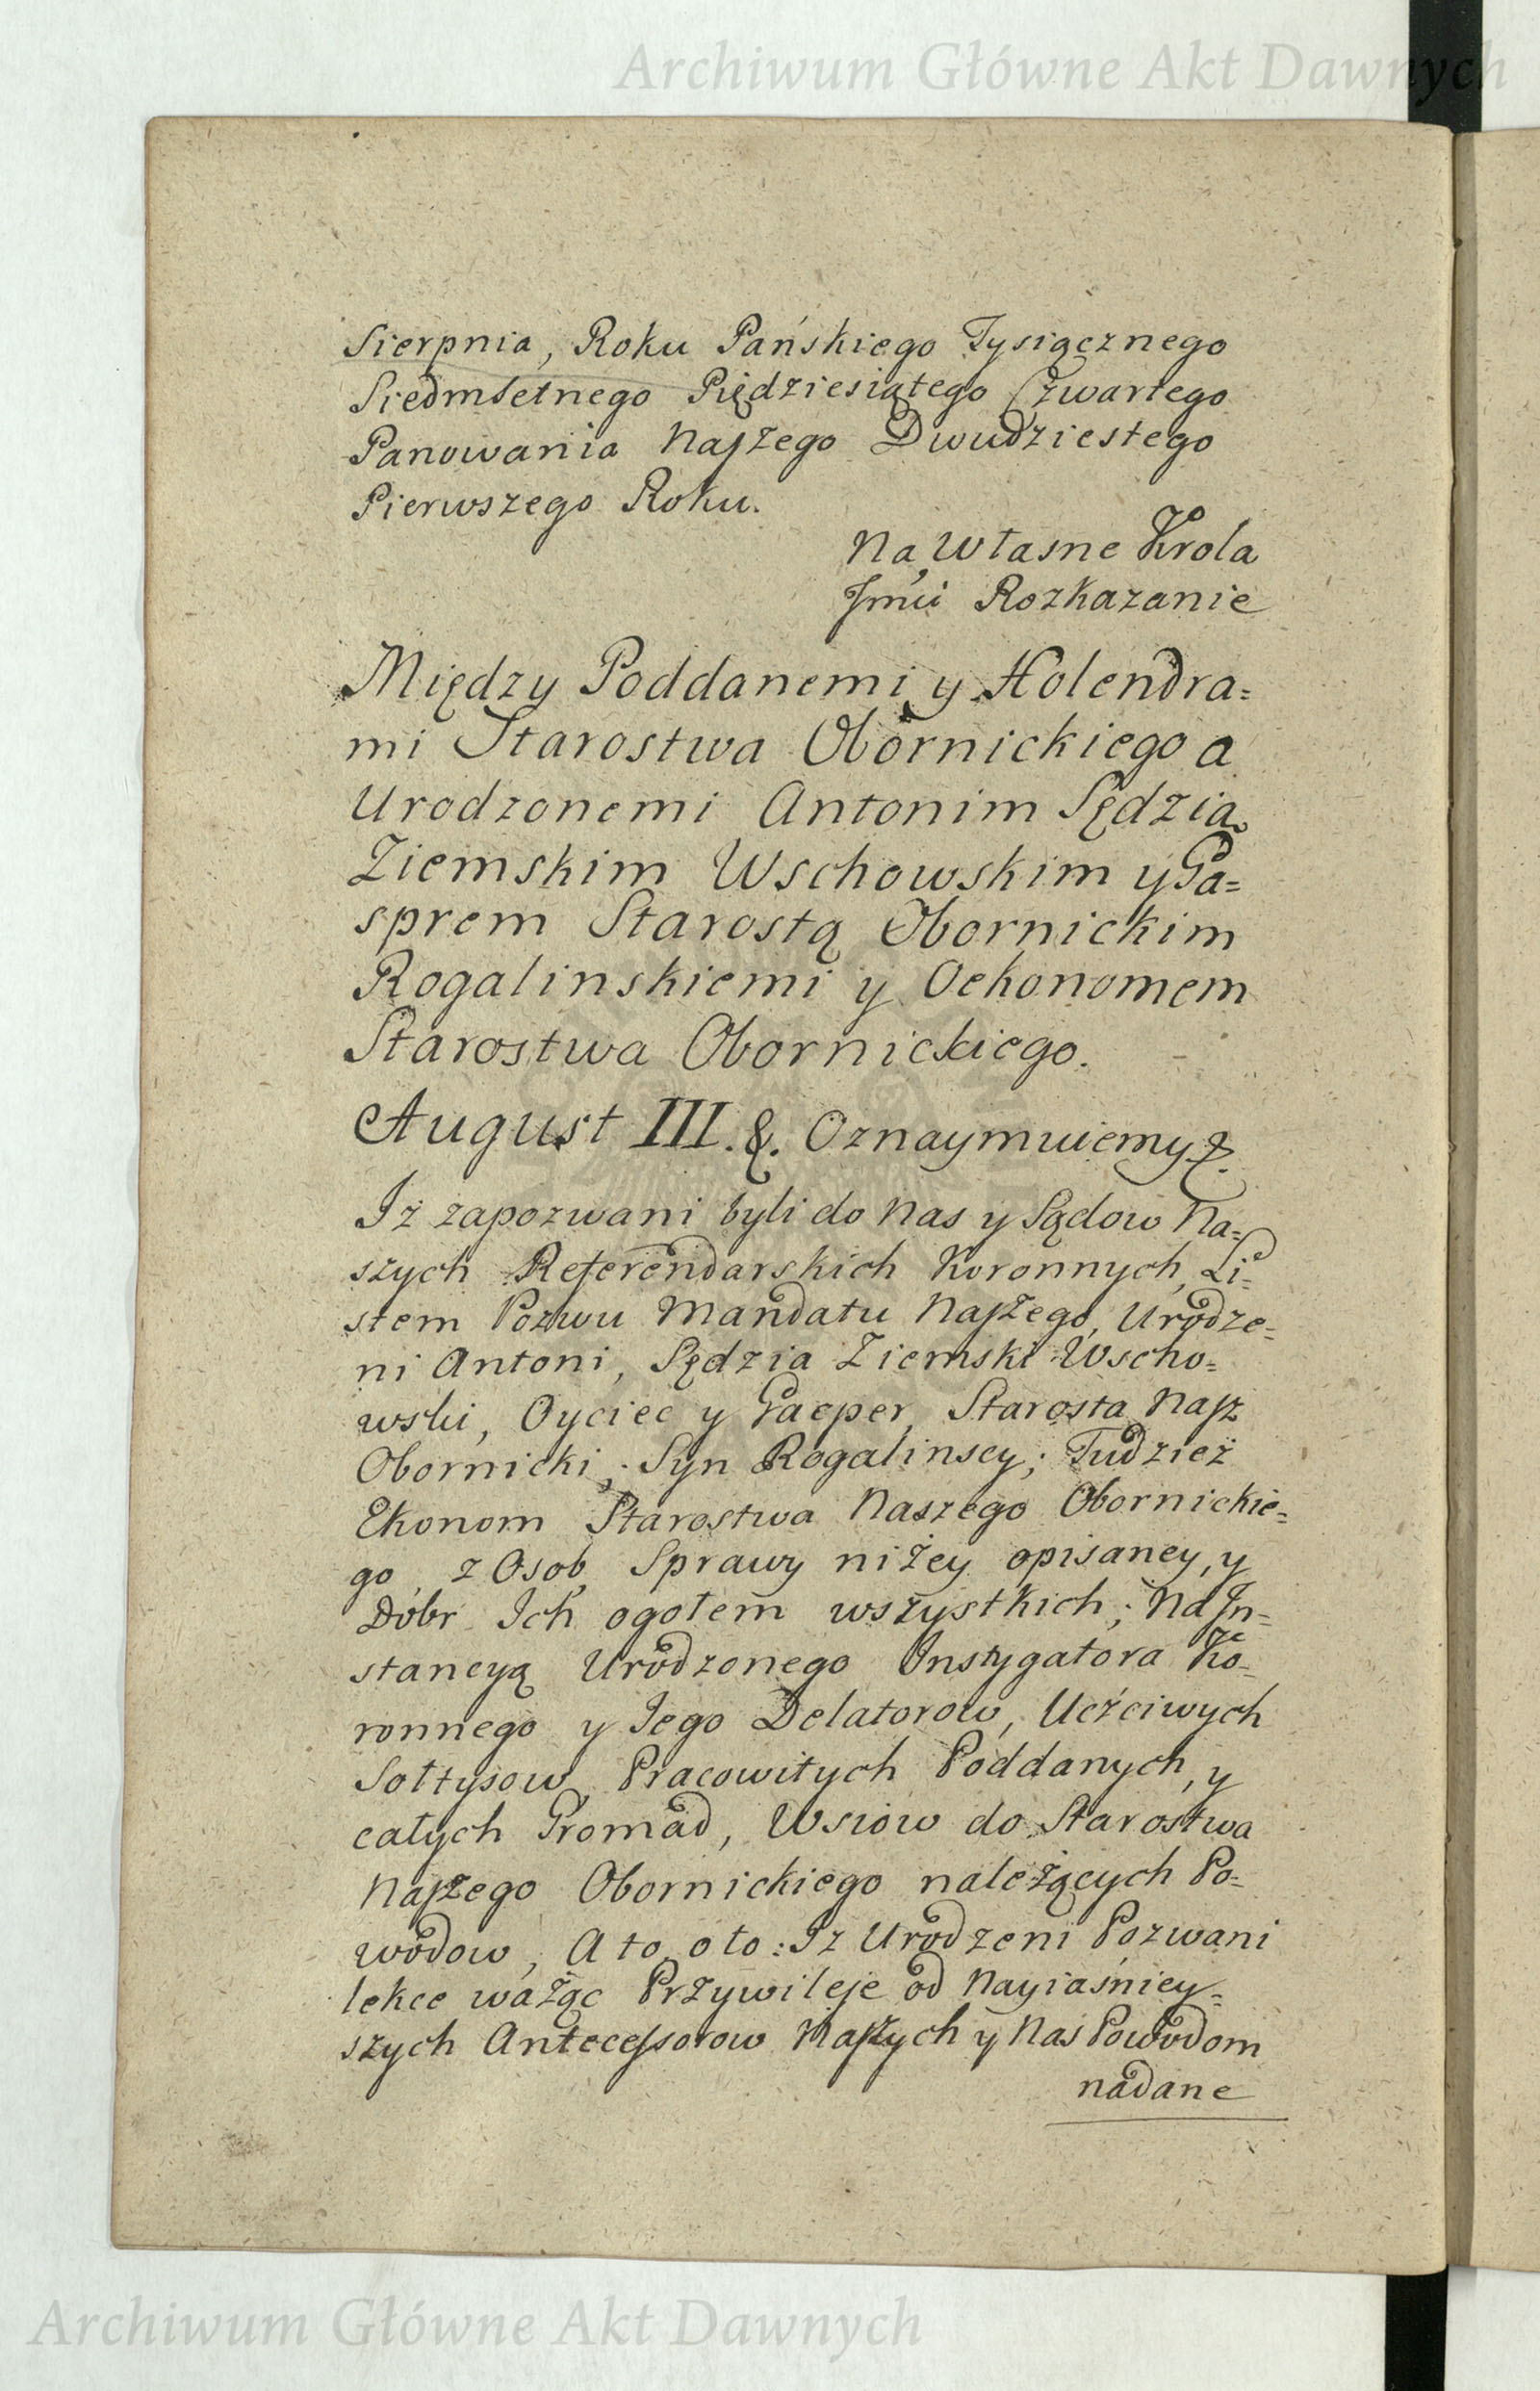 Archiwum Główne Akt Dawnych
Sierpnia, Roku Pańskiego Tysiącznego
Siedmsetnego Piędziesiątego Czwartego
Panowania Naszego Dwudziestego
Pierwszego Roku.
Na Własne Krola
Jmci Rozkazanie
Między Poddanemi y Holendra=
mi Starostwa Obornickiego a
Urodzonemi Antonim Sędzią
Ziemskim Wschowskim y Ga=
sprem Starostą Obornickim
Rogalinskiemi y Oekonomem
Starostwa Obornickiego.
August III. &. Oznaymuiemy &.
Iż zapozwani byli do Nas y Sądow Na=
szych Referendarskich Koronnych, Li=
stem Pozwu Mandatu Naszego, Urodze=
ni Antoni, Sędzia Ziemski Wscho=
wski, Oyciec y Gacper, Starosta Nasz
Obornicki, Syn Rogalinscy; Tudzież
Ekonom Starostwa Naszego Obornickie=
go, z Osob, Sprawy niżey opisaney, y
Dobr Ich ogołem wszystkich; Na In=
stancyą Urodzonego Instygatora Ko=
ronnego y Iego Delatorow, Uczciwych
Sołtysow, Pracowitych Poddanych, y
całych Gromad, Wsiow do Starostwa
Naszego Obornickiego należących Po=
wodow, A to, o to: Iż Urodzeni Pozwani
lekce ważąc Przywileje od Nayiaśniey=
szych Antecessorow Naszych y Nas Powodom
nadane
Archiwum Główne Akt Dawnych